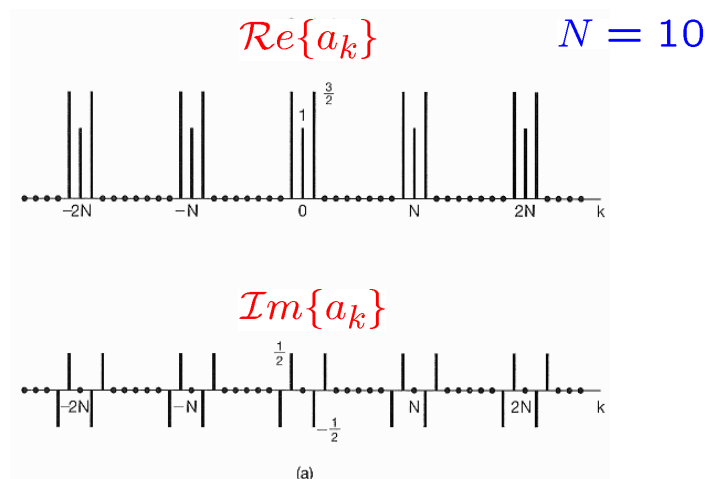 Re{a_k}
N = 10
3/2
1
−2N −N 0 N 2N k
Im{a_k}
1/2
−2N −N N 2N k
−1/2
(a)